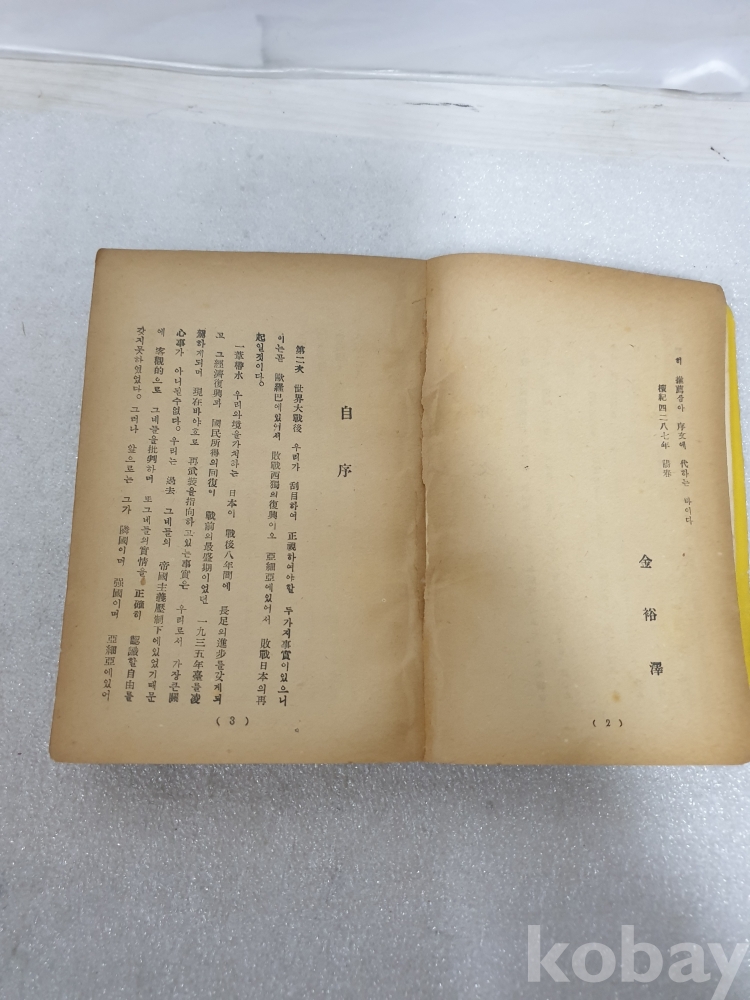 히 推薦삼아 序文에 代하는 바이다
檀紀四二八七年 請春
金裕澤
(2)
自序
第二次 世界大戰後 우리가 刮目하여 正視하여야할 두가지事實이있으니
이는곧 歐羅巴에있어서 敗戰西獨의復興이오 亞細亞에있어서 敗戰日本의再
起일것이다。
一葦帶水 우리와境을가치하는 日本이 戰後八年間에 長足의進步를갖게되
고 그經濟復興과 國民所得의回復이 戰前의最盛期이었던 一九三五年臺를凌
駕하게되며 現在바야흐로 再武裝을指向하고있는事實은 우리로서 가장큰關
心事가 아니될수없다。우리는 過去 그네들의 帝國主義壓制下에있었기때문
에 客觀的으로 그네들을批判하며 또그네들의實情을 正確히 認識할自由를
갖지못하였었다。그러나 앞으로는 그가 隣國이며 强國이며 亞細亞에있어
(3)
kobay